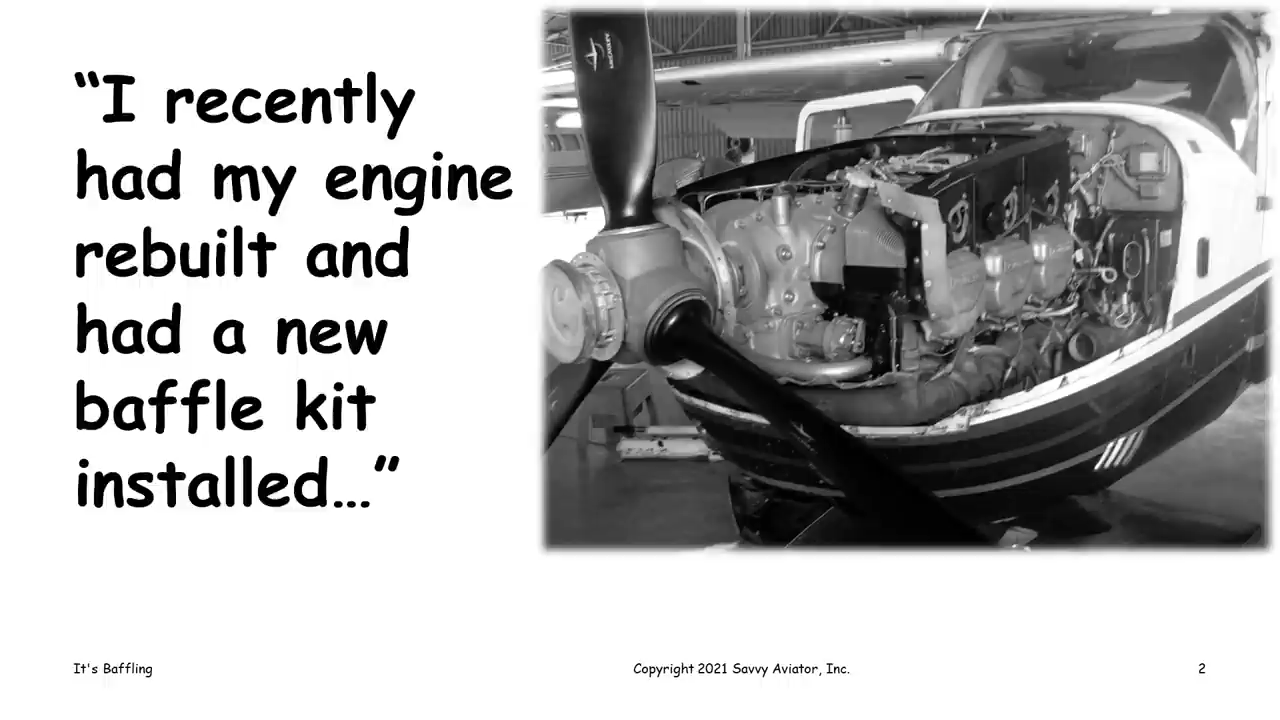 “I recently
had my engine
rebuilt and
had a new
baffle kit
installed…”
It's Baffling
Copyright 2021 Savvy Aviator, Inc.
2